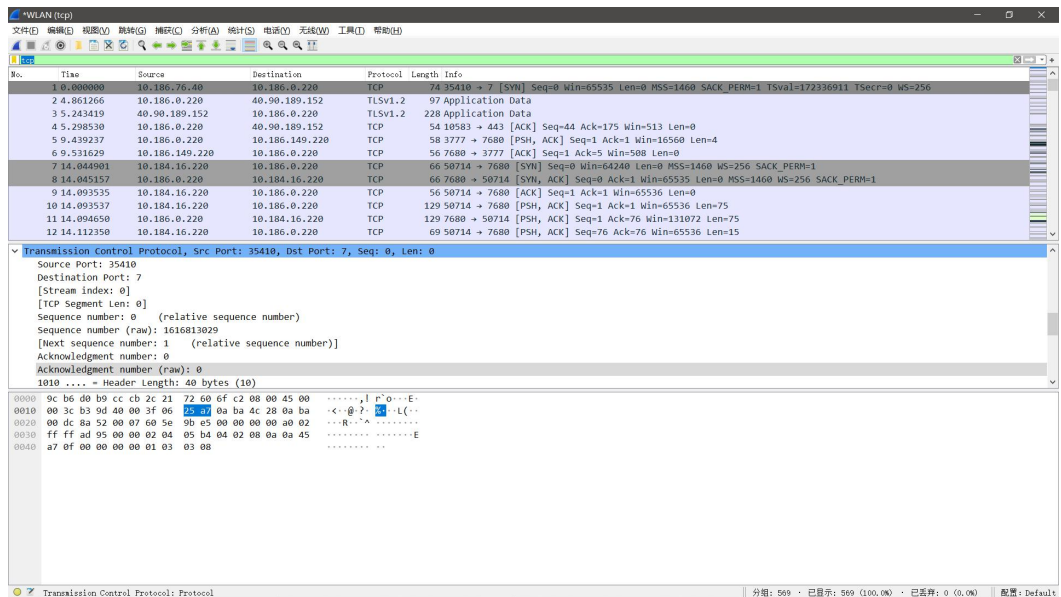 *WLAN (tcp)
文件(F) 编辑(E) 视图(V) 跳转(G) 捕获(C) 分析(A) 统计(S) 电话(Y) 无线(W) 工具(T) 帮助(H)
tcp
No. Time Source Destination Protocol Length Info
1 0.000000 10.186.76.40 10.186.0.220 TCP 74 35410 → 7 [SYN] Seq=0 Win=65535 Len=0 MSS=1460 SACK_PERM=1 TSval=172336911 TSecr=0 WS=256
2 4.861266 10.186.0.220 40.90.189.152 TLSv1.2 97 Application Data
3 5.243419 40.90.189.152 10.186.0.220 TLSv1.2 228 Application Data
4 5.298530 10.186.0.220 40.90.189.152 TCP 54 10583 → 443 [ACK] Seq=44 Ack=175 Win=513 Len=0
5 9.439237 10.186.0.220 10.186.149.220 TCP 58 3777 → 7680 [PSH, ACK] Seq=1 Ack=1 Win=16560 Len=4
6 9.531629 10.186.149.220 10.186.0.220 TCP 56 7680 → 3777 [ACK] Seq=1 Ack=5 Win=508 Len=0
7 14.044901 10.184.16.220 10.186.0.220 TCP 66 50714 → 7680 [SYN] Seq=0 Win=64240 Len=0 MSS=1460 WS=256 SACK_PERM=1
8 14.045157 10.186.0.220 10.184.16.220 TCP 66 7680 → 50714 [SYN, ACK] Seq=0 Ack=1 Win=65535 Len=0 MSS=1460 WS=256 SACK_PERM=1
9 14.093535 10.184.16.220 10.186.0.220 TCP 56 50714 → 7680 [ACK] Seq=1 Ack=1 Win=65536 Len=0
10 14.093537 10.184.16.220 10.186.0.220 TCP 129 50714 → 7680 [PSH, ACK] Seq=1 Ack=1 Win=65536 Len=75
11 14.094650 10.186.0.220 10.184.16.220 TCP 129 7680 → 50714 [PSH, ACK] Seq=1 Ack=76 Win=131072 Len=75
12 14.112350 10.184.16.220 10.186.0.220 TCP 69 50714 → 7680 [PSH, ACK] Seq=76 Ack=76 Win=65536 Len=15
Transmission Control Protocol, Src Port: 35410, Dst Port: 7, Seq: 0, Len: 0
Source Port: 35410
Destination Port: 7
[Stream index: 0]
[TCP Segment Len: 0]
Sequence number: 0 (relative sequence number)
Sequence number (raw): 1616813029
[Next sequence number: 1 (relative sequence number)]
Acknowledgment number: 0
Acknowledgment number (raw): 0
1010 .... = Header Length: 40 bytes (10)
0000 9c b6 d0 b9 cc cb 2c 21 72 60 6f c2 08 00 45 00 ······,! r`o···E·
0010 00 3c b3 9d 40 00 3f 06 25 a7 0a ba 4c 28 0a ba ·<··@·?· %···L(··
0020 00 dc 8a 52 00 07 60 5e 9b e5 00 00 00 00 a0 02 ···R··`^ ········
0030 ff ff ad 95 00 00 02 04 05 b4 04 02 08 0a 0a 45 ········ ·······E
0040 a7 0f 00 00 00 00 01 03 03 08 ········ ··
Transmission Control Protocol: Protocol 分组: 569 · 已显示: 569 (100.0%) · 已丢弃: 0 (0.0%) 配置: Default